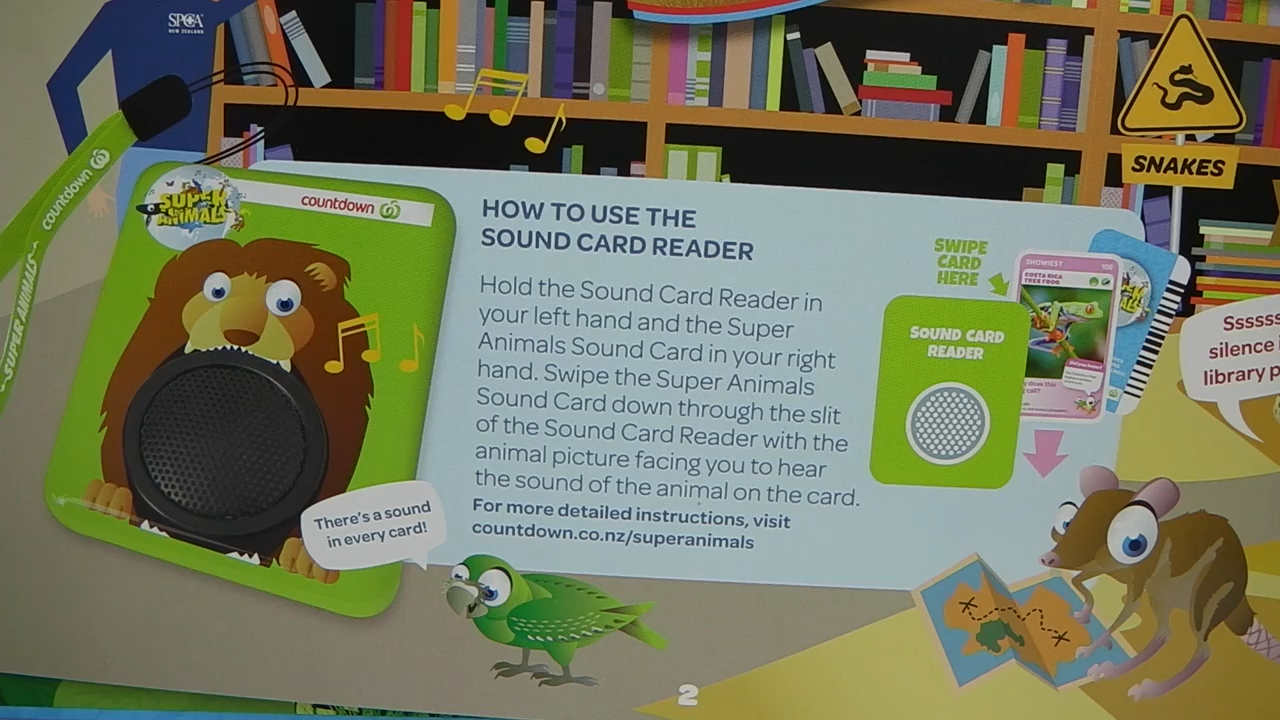 SPCA
NEW ZEALAND
SNAKES
countdown
SUPER ANIMALS
SUPER
ANIMALS
countdown
HOW TO USE THE
SOUND CARD READER
Hold the Sound Card Reader in
your left hand and the Super
Animals Sound Card in your right
hand. Swipe the Super Animals
Sound Card down through the slit
of the Sound Card Reader with the
animal picture facing you to hear
the sound of the animal on the card.
For more detailed instructions, visit
countdown.co.nz/superanimals
There's a sound
in every card!
SWIPE
CARD
HERE
SOUND CARD
READER
SHOWIEST 108
COSTA RICA
TREE FROG
Ssssss
silence i
library p
2